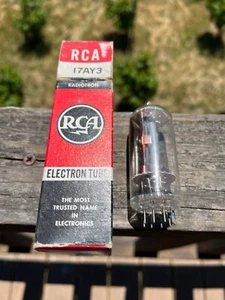 RCA
17AY3
RADIOTRON
RCA
ELECTRON TUBE
THE MOST
TRUSTED NAME
IN
ELECTRONICS